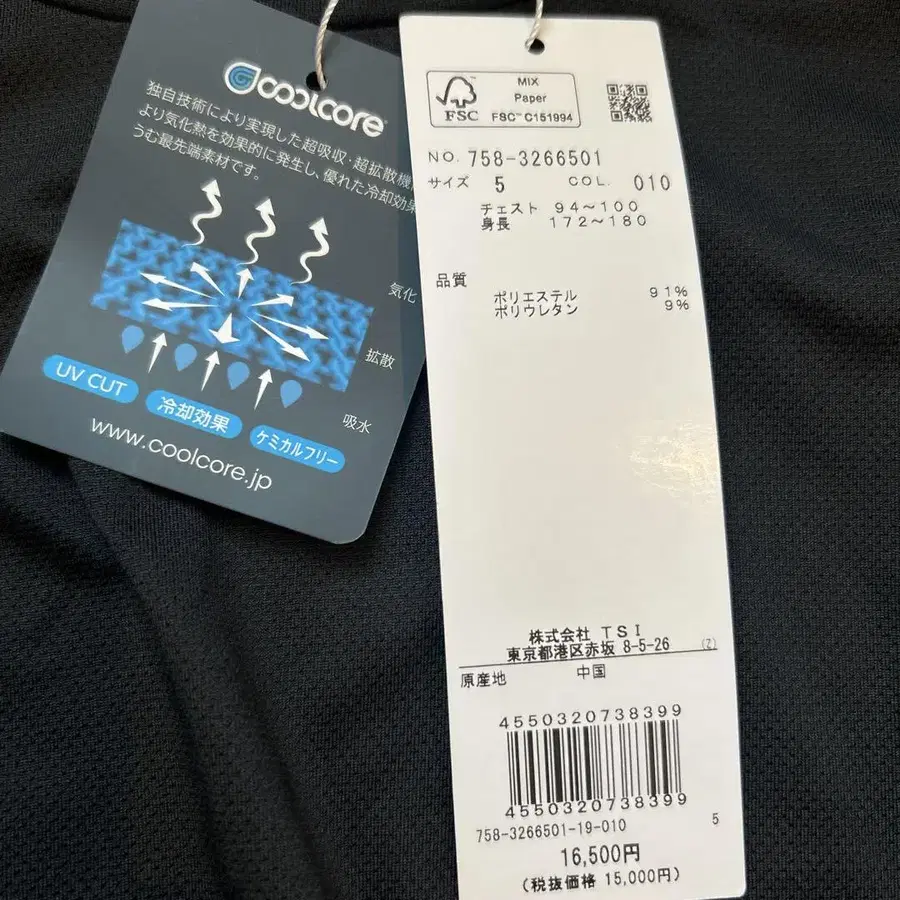 coolcore
独自技術により実現した超吸収・超拡散機
より気化熱を効果的に発生し、優れた冷却効果
うむ最先端素材です。
気化
拡散
吸水
UV CUT
冷却効果
ケミカルフリー
www.coolcore.jp
FSC
MIX
Paper
FSC™ C151994
NO. 758-3266501
サイズ 5 COL. 010
チェスト 94～100
身長 172～180
品質
ポリエステル 91%
ポリウレタン 9%
株式会社 TSI
東京都港区赤坂 8-5-26 (Z)
原産地 中国
4550320738399
4550320738399
758-3266501-19-010 5
16,500円
(税抜価格 15,000円)